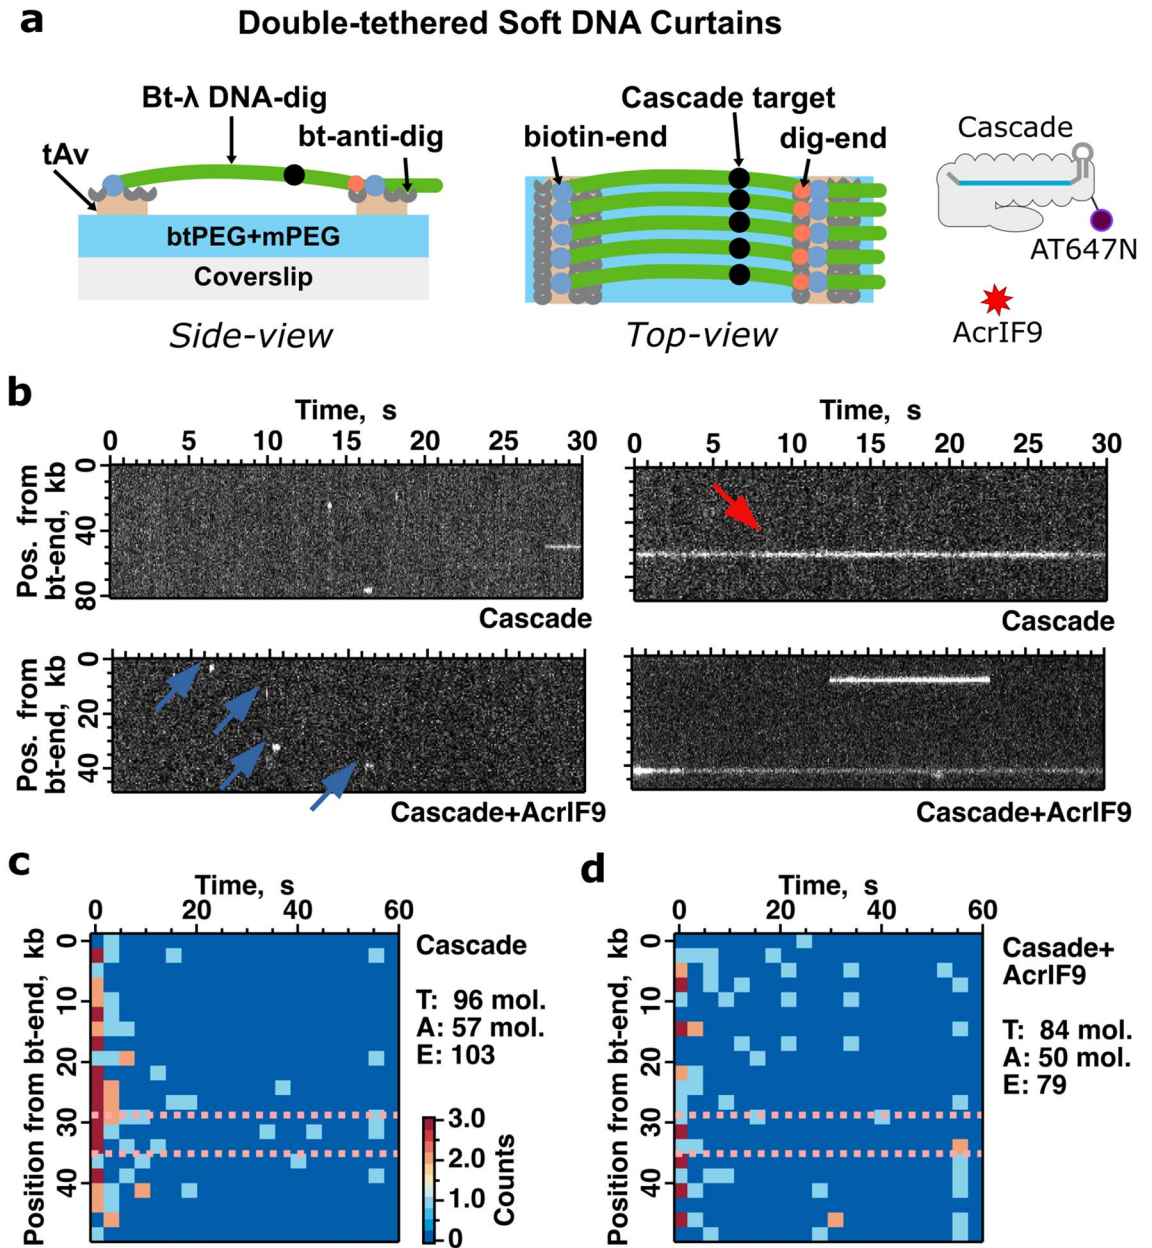 a
Double-tethered Soft DNA Curtains
Bt-λ DNA-dig
bt-anti-dig
tAv
btPEG+mPEG
Coverslip
Side-view
Cascade target
biotin-end
dig-end
Top-view
Cascade
AT647N
AcrIF9
b
Time, s
0 5 10 15 20 25 30
Pos. from
bt-end, kb
0
40
80
Cascade
Time, s
0 5 10 15 20 25 30
Cascade
Pos. from
bt-end, kb
0
20
40
Cascade+AcrIF9
Cascade+AcrIF9
c
Time, s
0 20 40 60
Position from bt-end, kb
0
10
20
30
40
Cascade
T: 96 mol.
A: 57 mol.
E: 103
3.0
2.0
1.0
0
Counts
d
Time, s
0 20 40 60
Position from bt-end, kb
0
10
20
30
40
Casade+
AcrIF9
T: 84 mol.
A: 50 mol.
E: 79